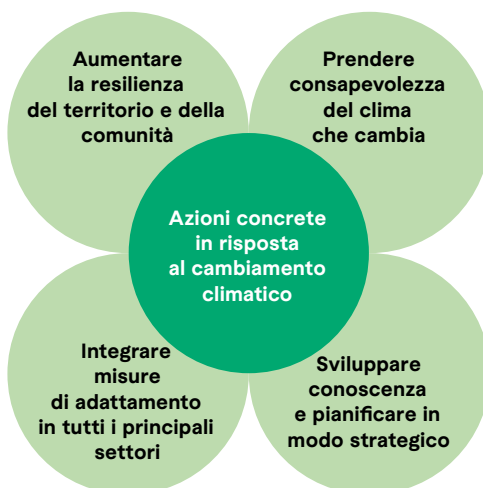 Aumentare
la resilienza
del territorio e della
comunità
Prendere
consapevolezza
del clima
che cambia
Azioni concrete
in risposta
al cambiamento
climatico
Integrare
misure
di adattamento
in tutti i principali
settori
Sviluppare
conoscenza
e pianificare in
modo strategico